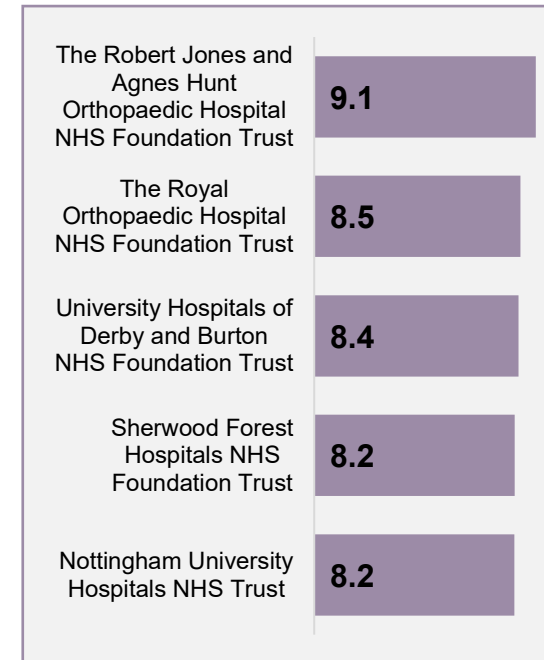 The Robert Jones and
Agnes Hunt
Orthopaedic Hospital
NHS Foundation Trust
9.1
The Royal
Orthopaedic Hospital
NHS Foundation Trust
8.5
University Hospitals of
Derby and Burton
NHS Foundation Trust
8.4
Sherwood Forest
Hospitals NHS
Foundation Trust
8.2
Nottingham University
Hospitals NHS Trust
8.2